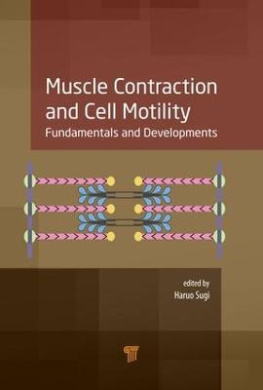 Muscle Contraction
and Cell Motility
Fundamentals and Developments
edited by
Haruo Sugi